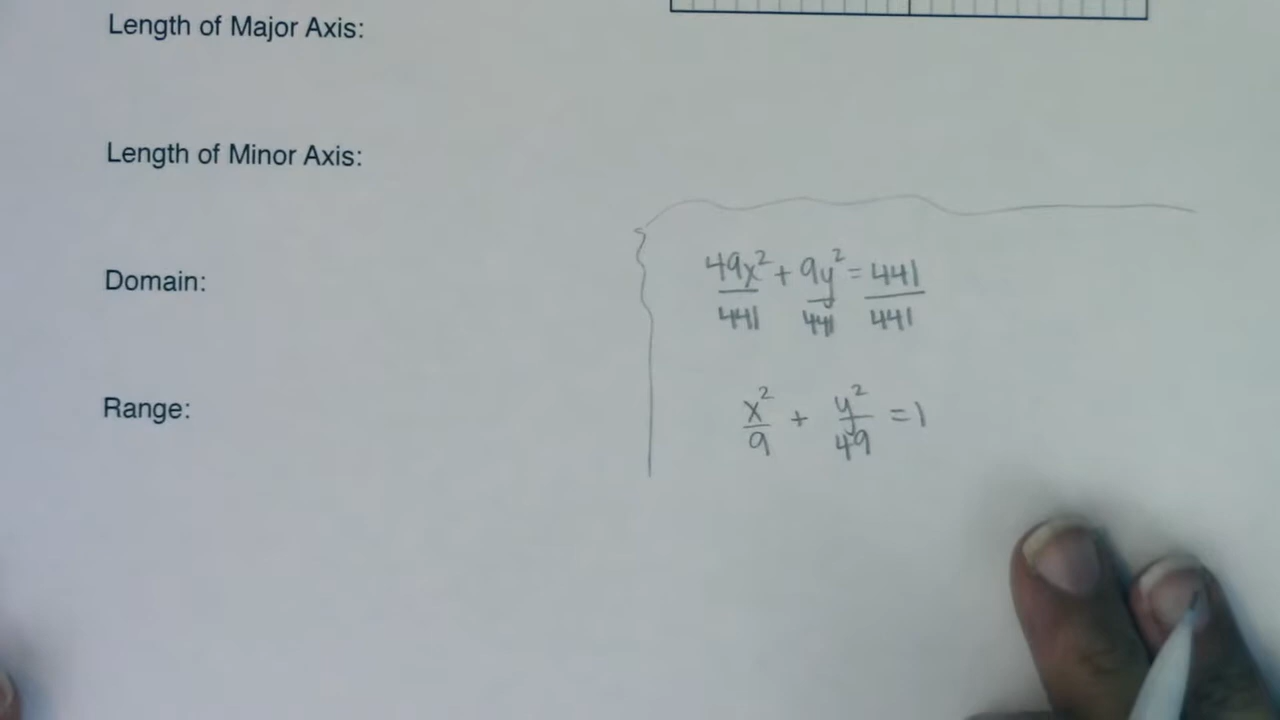 Length of Major Axis:
Length of Minor Axis:
Domain:
49x² + 9y² = 441
441 441 441
Range:
x² + y² = 1
9 49